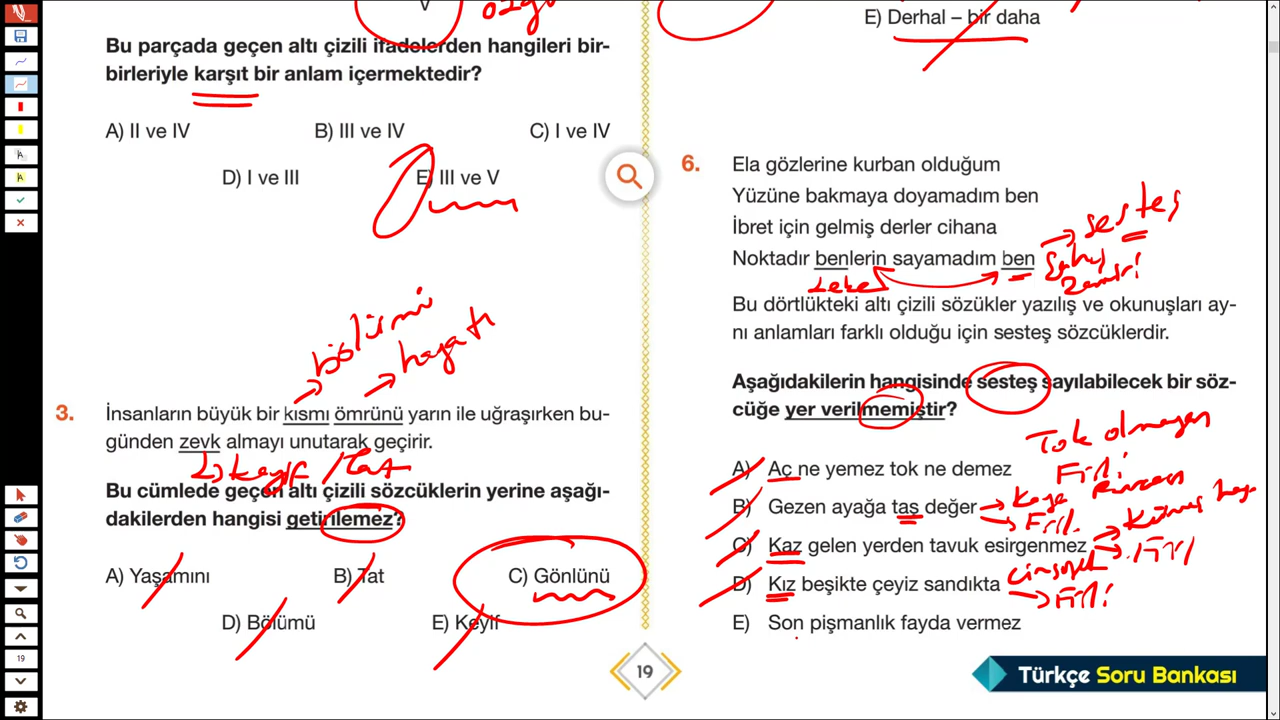 V
Bu parçada geçen altı çizili ifadelerden hangileri bir-
birleriyle karşıt bir anlam içermektedir?
A) II ve IV
B) III ve IV
C) I ve IV
D) I ve III
E) III ve V
bölümü
hayatı
3. İnsanların büyük bir kısmı ömrünü yarın ile uğraşırken bu-
günden zevk almayı unutarak geçirir.
keyif / Tat
Bu cümlede geçen altı çizili sözcüklerin yerine aşağı-
dakilerden hangisi getirilemez?
A) Yaşamını
B) Tat
C) Gönlünü
D) Bölümü
E) Keyif
E) Derhal – bir daha
6. Ela gözlerine kurban olduğum
Yüzüne bakmaya doyamadım ben
İbret için gelmiş derler cihana
Noktadır benlerin sayamadım ben
sesteş
Leke
Bu dörtlükteki altı çizili sözükler yazılış ve okunuşları ay-
nı anlamları farklı olduğu için sesteş sözcüklerdir.
Aşağıdakilerin hangisinde sesteş sayılabilecek bir söz-
cüğe yer verilmemiştir?
Tok olmayan
Fiil!
A) Aç ne yemez tok ne demez
B) Gezen ayağa taş değer
Fiil
C) Kaz gelen yerden tavuk esirgenmez
Fiil
D) Kız beşikte çeyiz sandıkta
cinsiyet
Fiil!
E) Son pişmanlık fayda vermez
19
19
Türkçe Soru Bankası